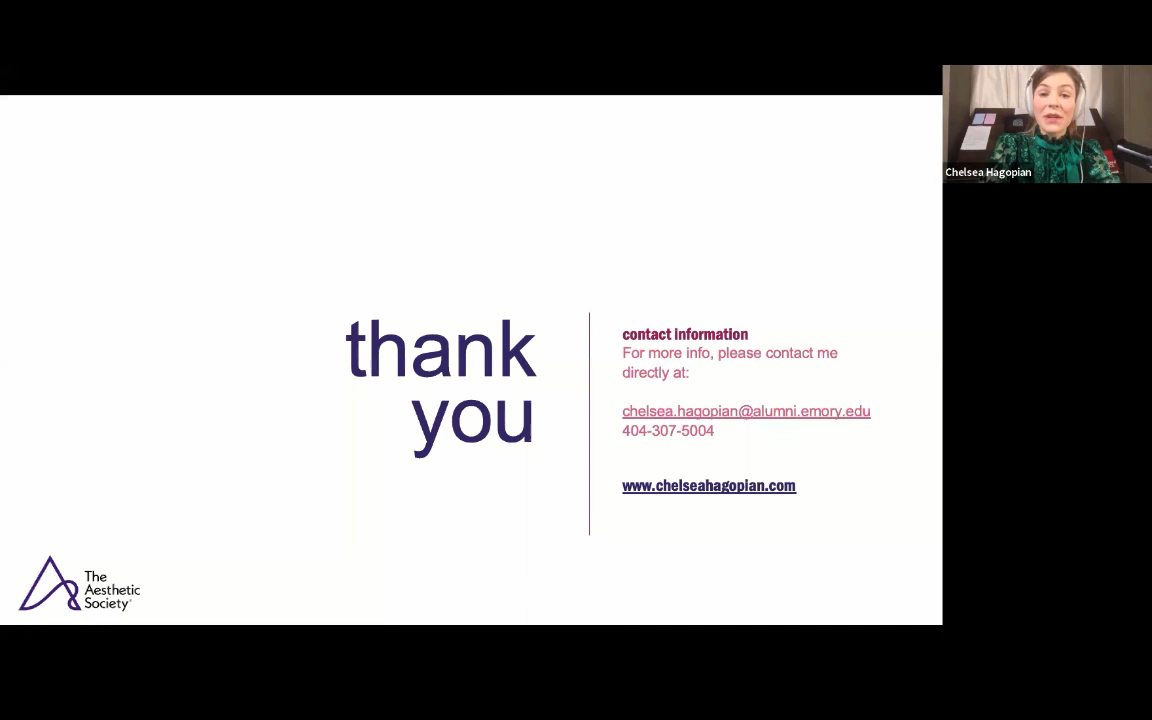 Chelsea Hagopian
thank
you
contact information
For more info, please contact me
directly at:
chelsea.hagopian@alumni.emory.edu
404-307-5004
www.chelseahagopian.com
The
Aesthetic
Society